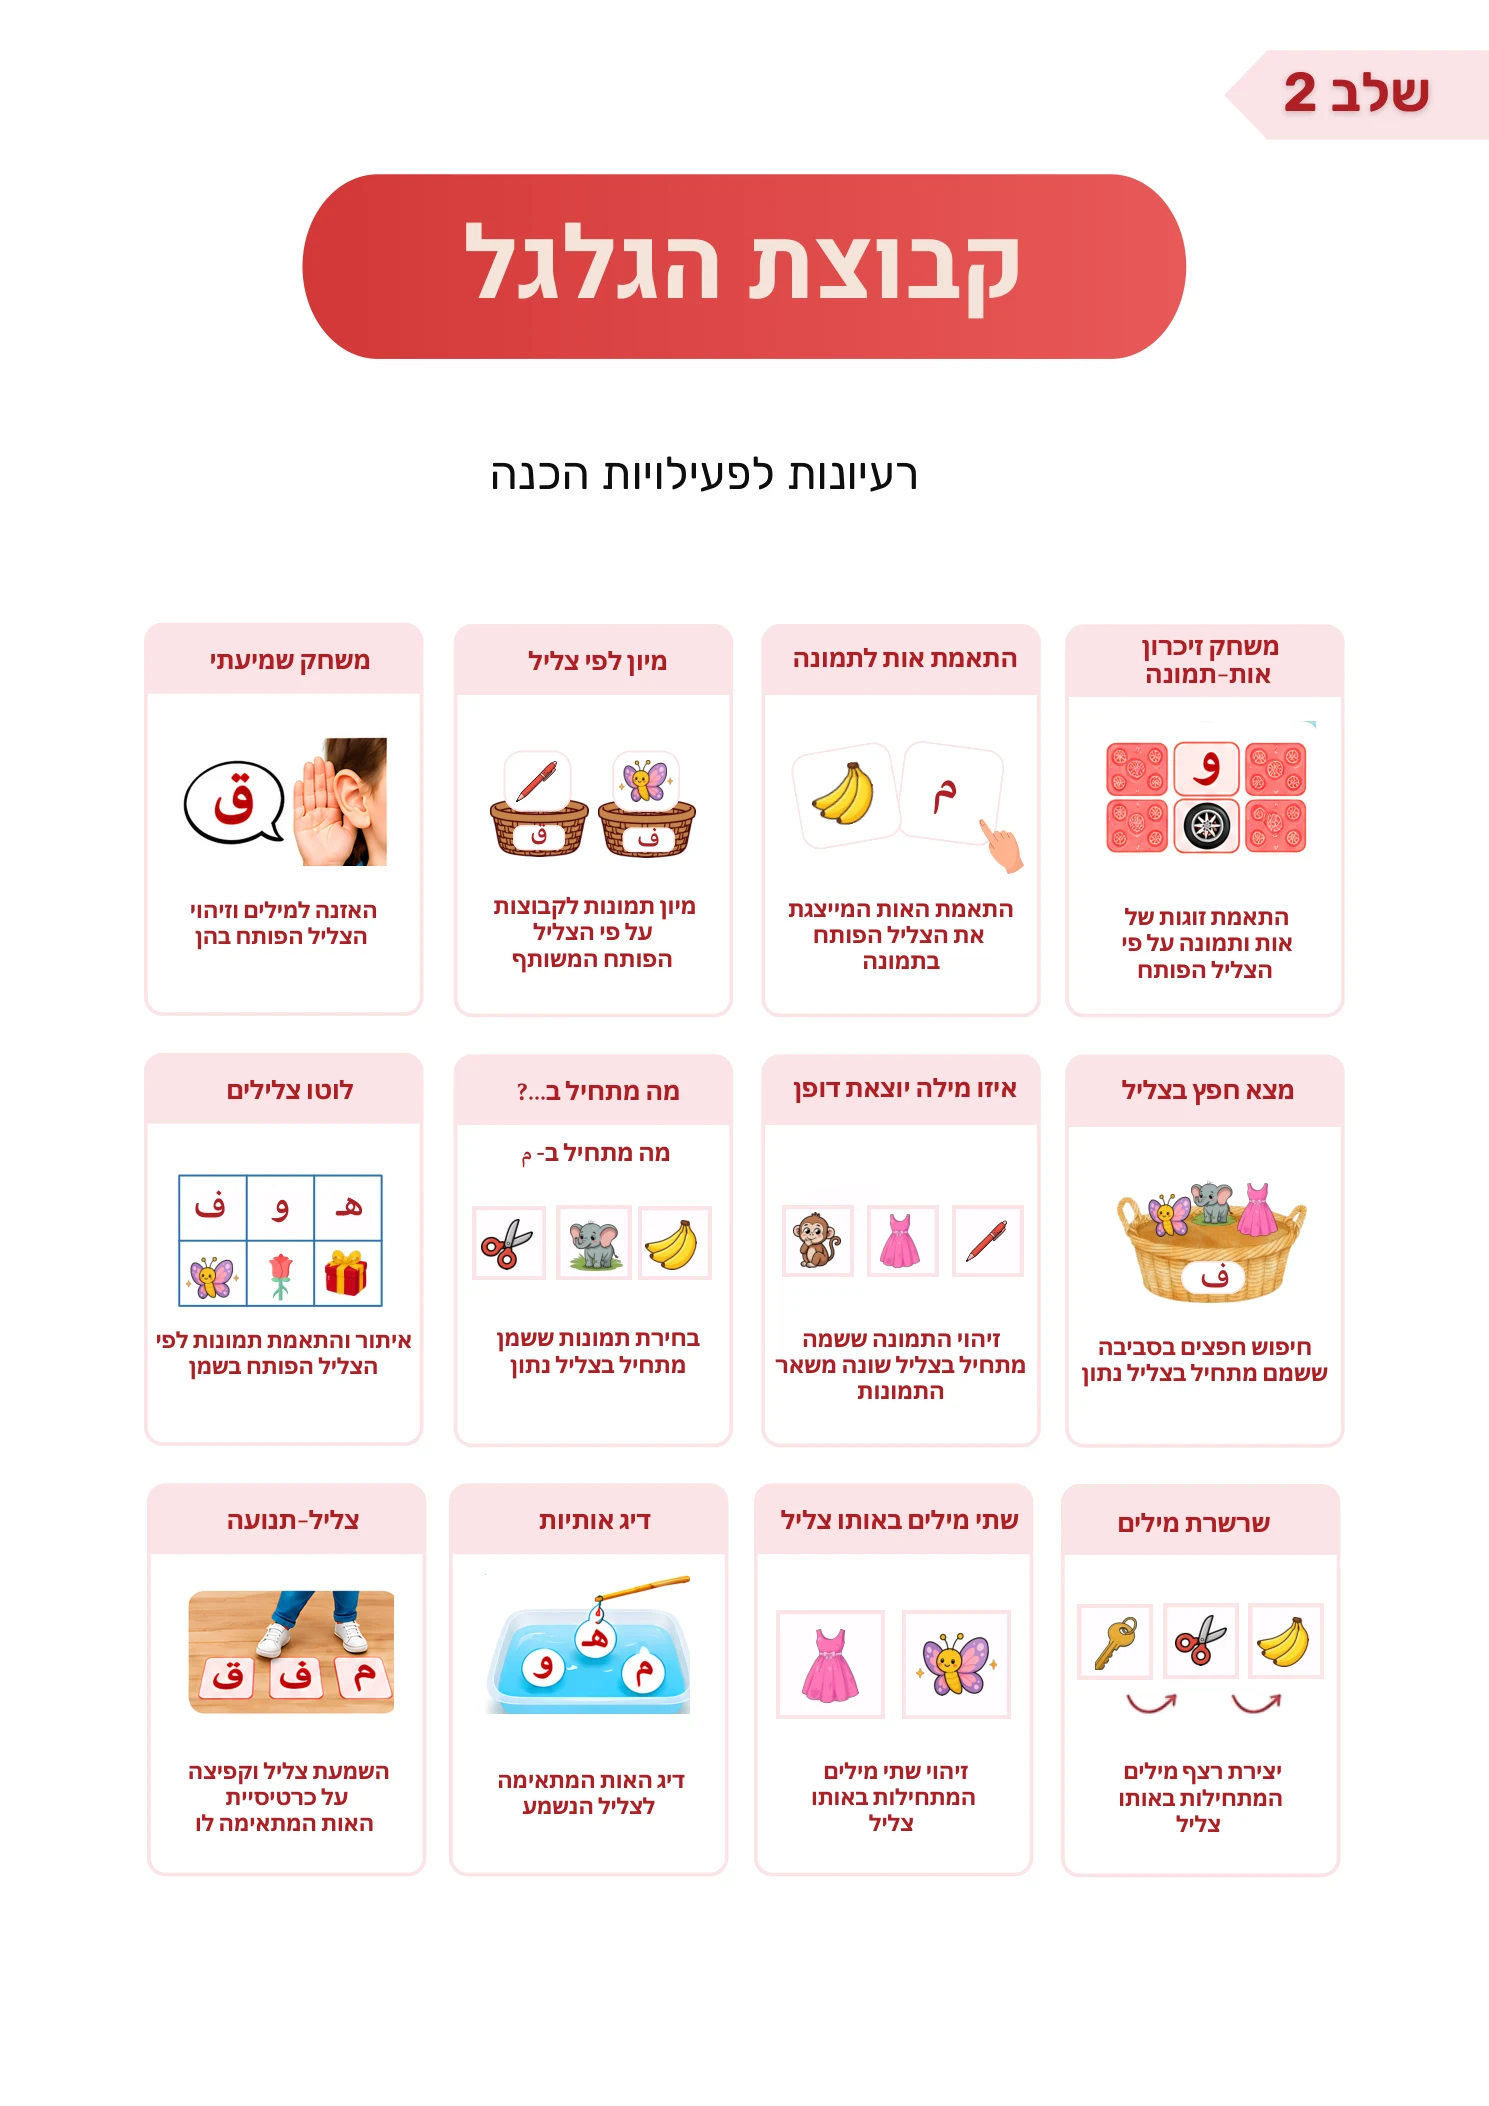 שלב 2
קבוצת הגלגל
רעיונות לפעילויות הכנה
משחק זיכרון
אות-תמונה
و
התאמת זוגות של
אות ותמונה על פי
הצליל הפותח
התאמת אות לתמונה
م
התאמת האות המייצגת
את הצליל הפותח
בתמונה
מיון לפי צליל
ف
ق
מיון תמונות לקבוצות
על פי הצליל
הפותח המשותף
משחק שמיעתי
ق
האזנה למילים וזיהוי
הצליל הפותח בהן
מצא חפץ בצליל
ف
חיפוש חפצים בסביבה
ששמם מתחיל בצליל נתון
איזו מילה יוצאת דופן
זיהוי התמונה ששמה
מתחיל בצליל שונה משאר
התמונות
מה מתחיל ב...?
מה מתחיל ב- م
בחירת תמונות ששמן
מתחיל בצליל נתון
לוטו צלילים
هـ و ف
איתור והתאמת תמונות לפי
הצליל הפותח בשמן
שרשרת מילים
יצירת רצף מילים
המתחילות באותו
צליל
שתי מילים באותו צליל
זיהוי שתי מילים
המתחילות באותו
צליל
דיג אותיות
هـ
م و
דיג האות המתאימה
לצליל הנשמע
צליל-תנועה
م ف ق
השמעת צליל וקפיצה
על כרטיסיית
האות המתאימה לו